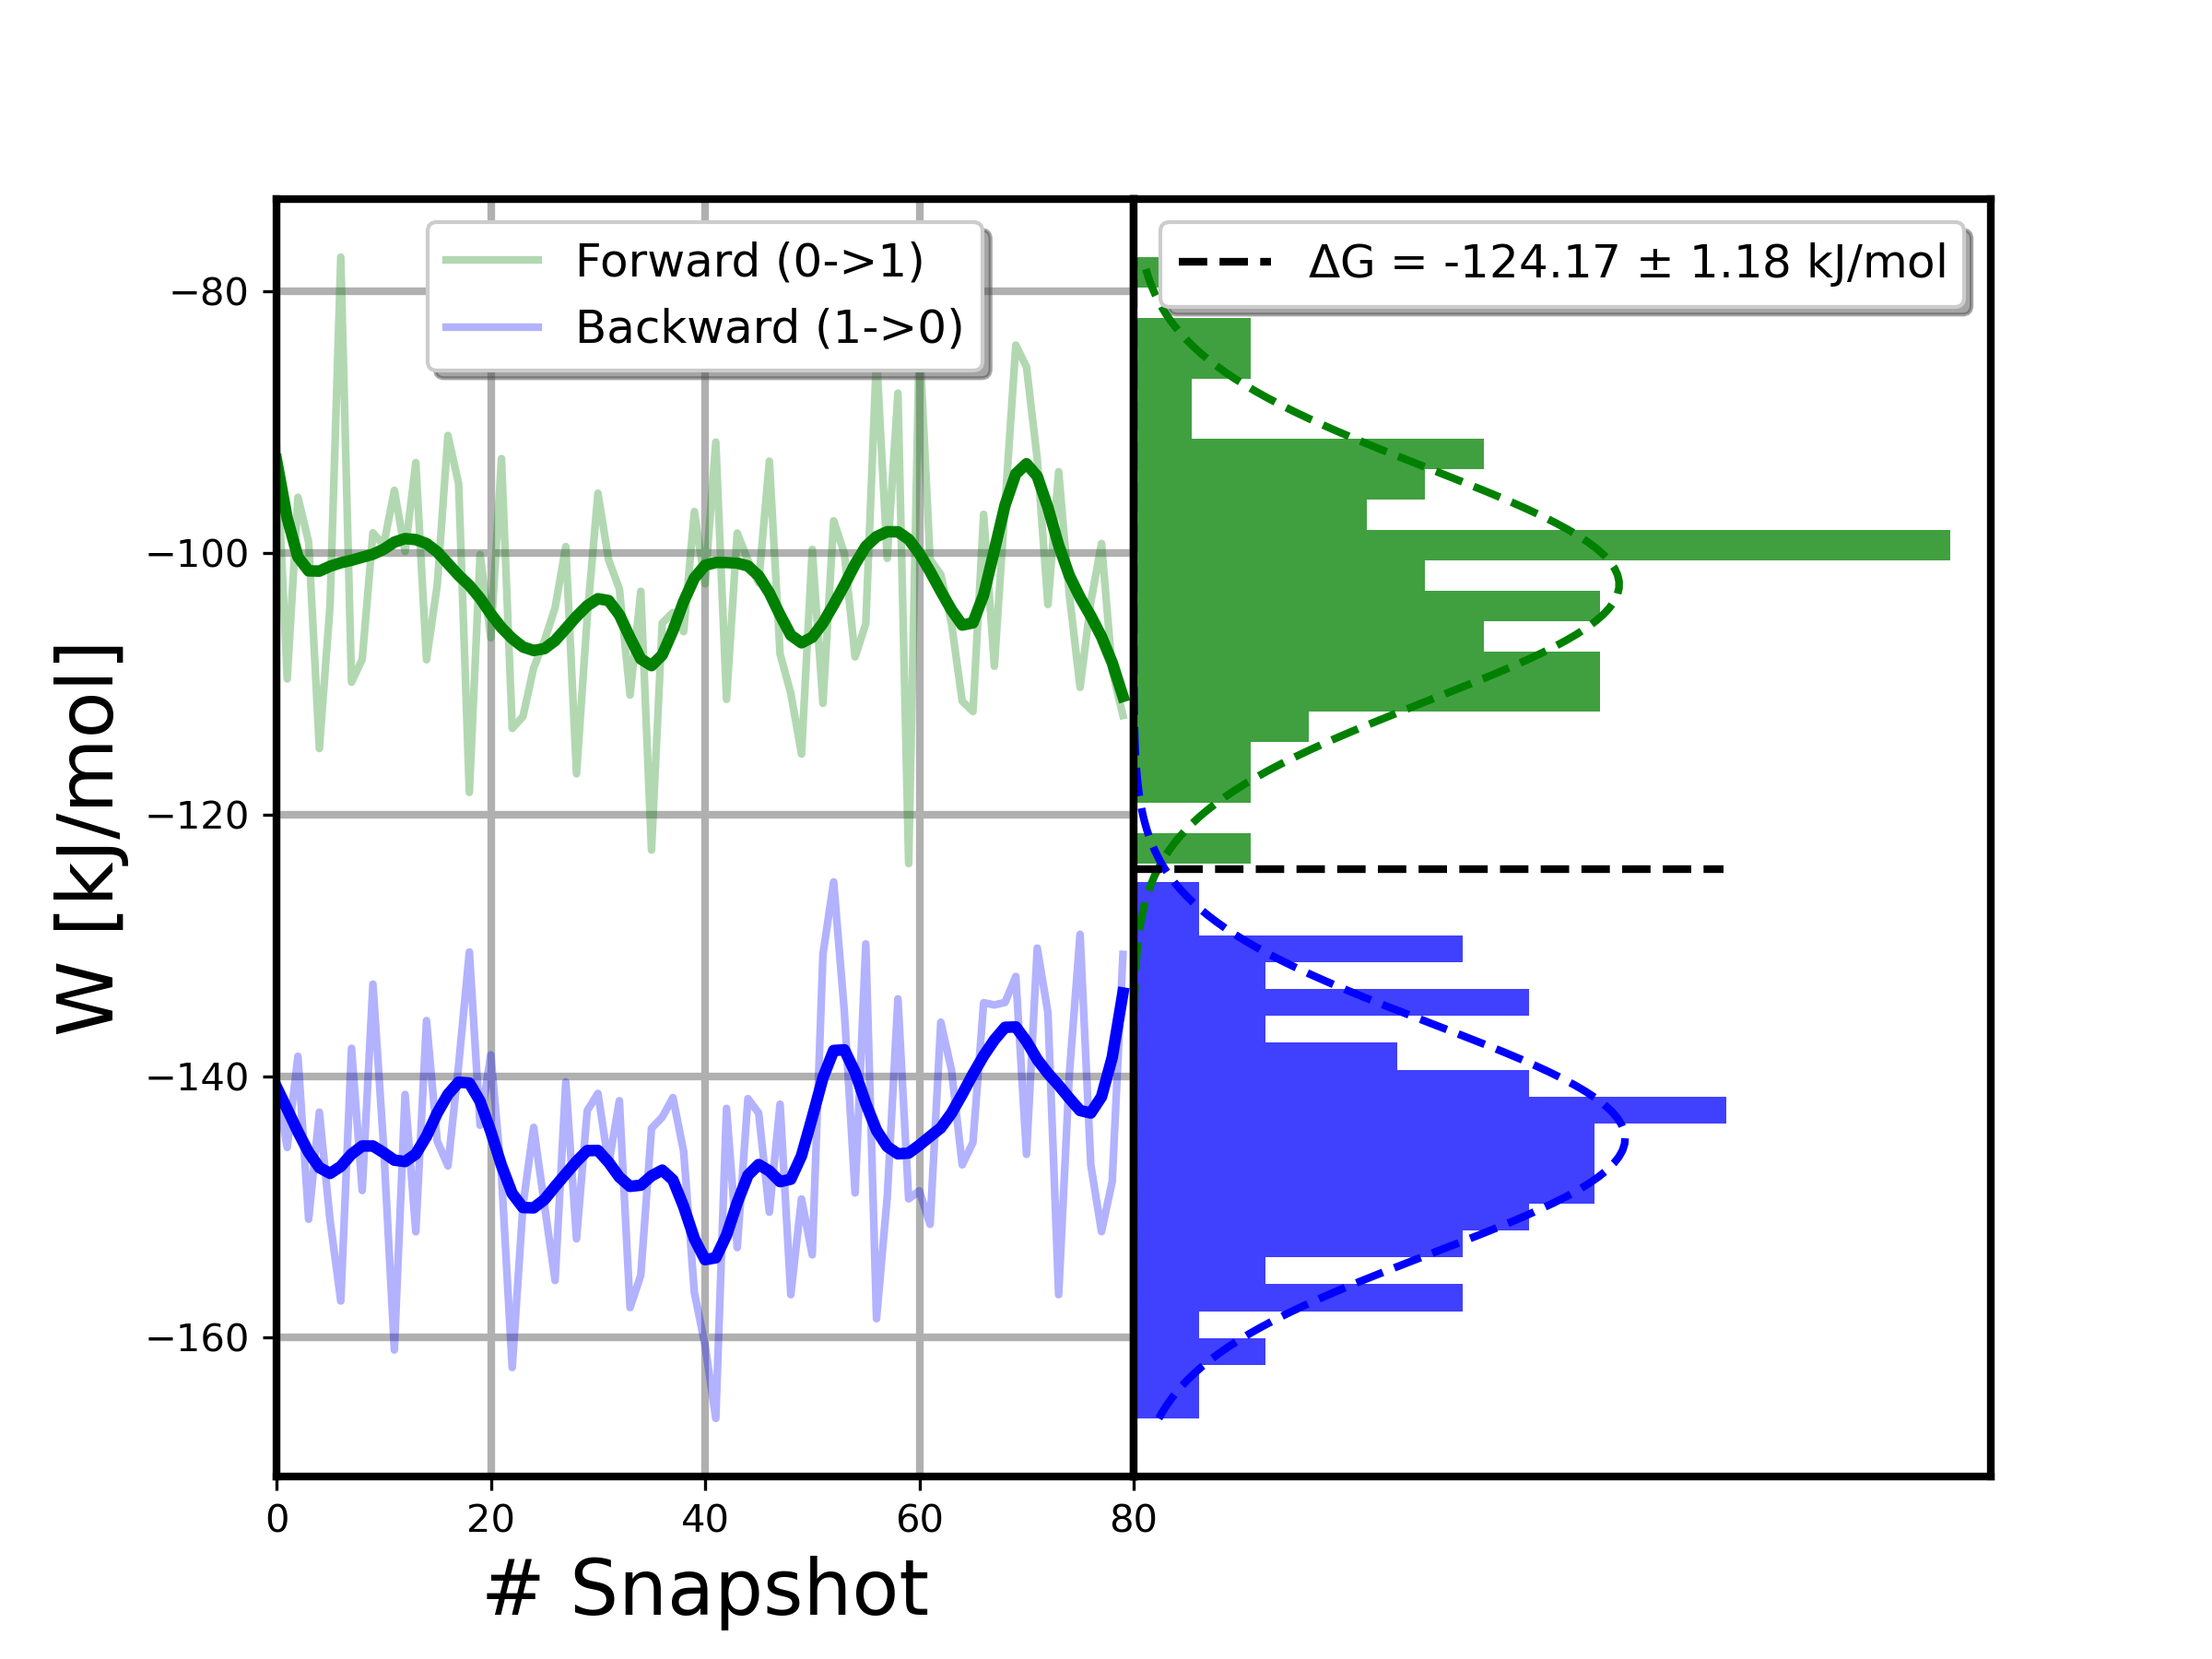 Forward (0->1)
Backward (1->0)
ΔG = -124.17 ± 1.18 kJ/mol
W [kJ/mol]
−80
−100
−120
−140
−160
0 20 40 60 80
# Snapshot